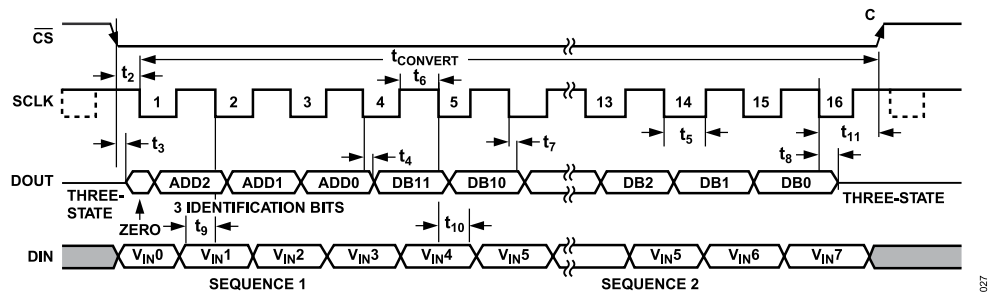 C
CS
tCONVERT
t2
t6
SCLK
1 2 3 4 5 13 14 15 16
t3
t4
t7
t5
t8
t11
DOUT
ADD2 ADD1 ADD0 DB11 DB10 DB2 DB1 DB0
THREE-
STATE
THREE-STATE
ZERO
3 IDENTIFICATION BITS
t9
t10
DIN
VIN0 VIN1 VIN2 VIN3 VIN4 VIN5 VIN5 VIN6 VIN7
SEQUENCE 1
SEQUENCE 2
027